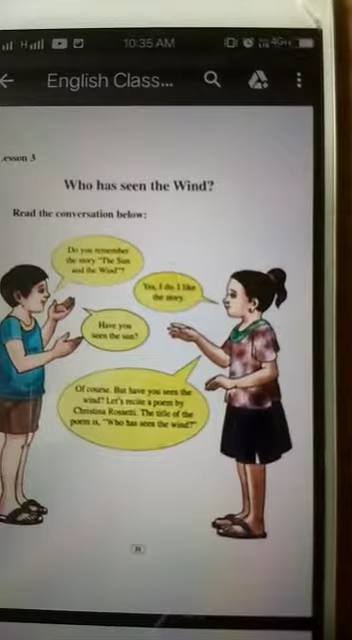 10:35 AM
4G+
English Class...
Lesson 3
Who has seen the Wind?
Read the conversation below:
Do you remember
the story "The Sun
and the Wind"?
Yes, I do. I like
the story.
Have you
seen the sun?
Of course. But have you seen the
wind? Let's recite a poem by
Christina Rossetti. The title of the
poem is, "Who has seen the wind?"